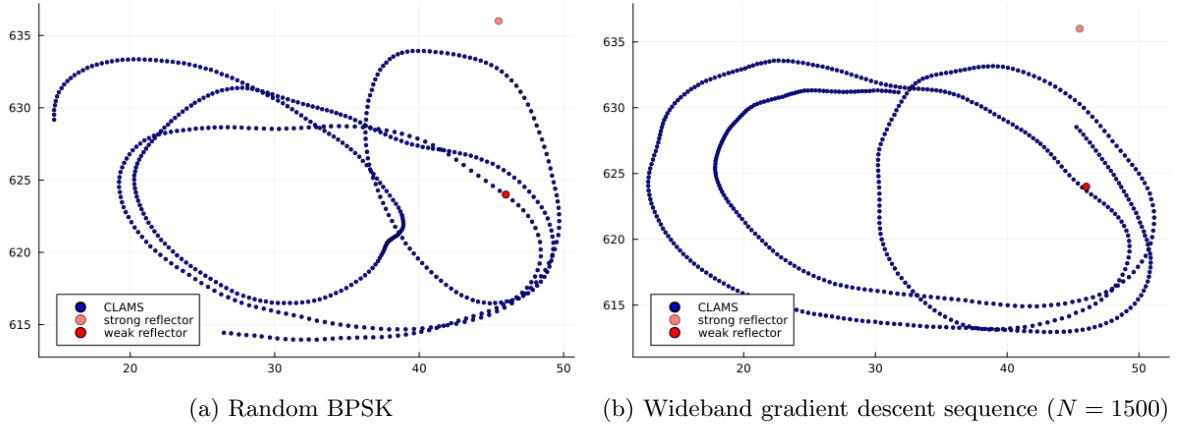 635
630
625
620
615
20
30
40
50
CLAMS
strong reflector
weak reflector
(a) Random BPSK
635
630
625
620
615
20
30
40
50
CLAMS
strong reflector
weak reflector
(b) Wideband gradient descent sequence (N = 1500)